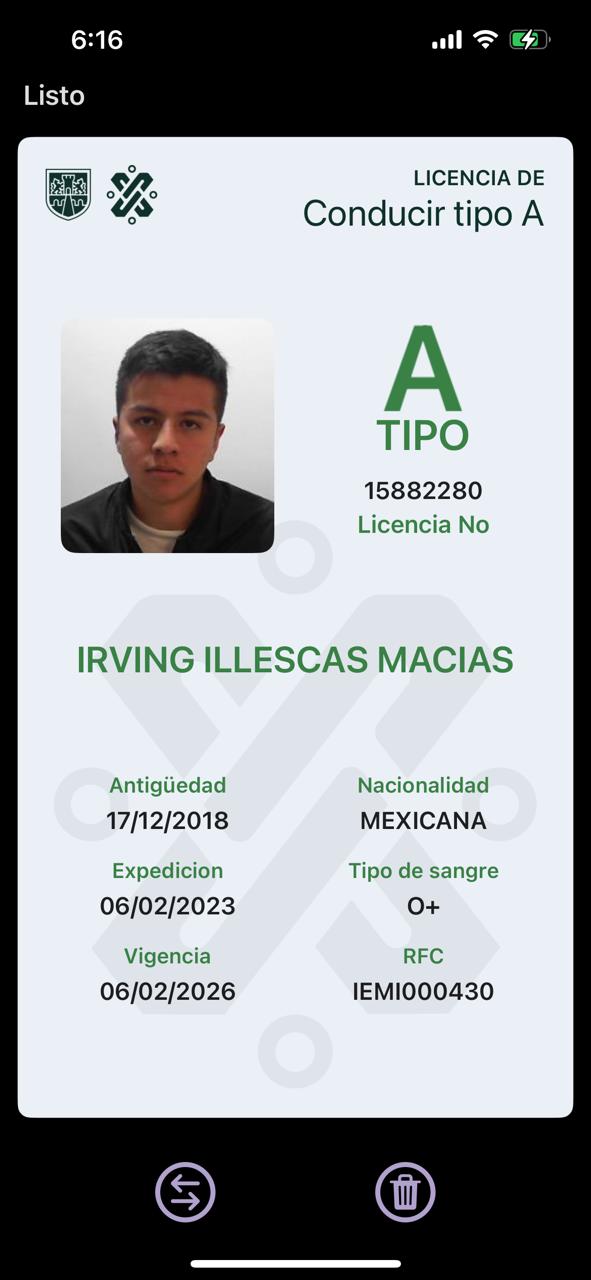 6:16
Listo
LICENCIA DE
Conducir tipo A
A
TIPO
15882280
Licencia No
IRVING ILLESCAS MACIAS
Antigüedad
17/12/2018
Nacionalidad
MEXICANA
Expedicion
06/02/2023
Tipo de sangre
O+
Vigencia
06/02/2026
RFC
IEMI000430